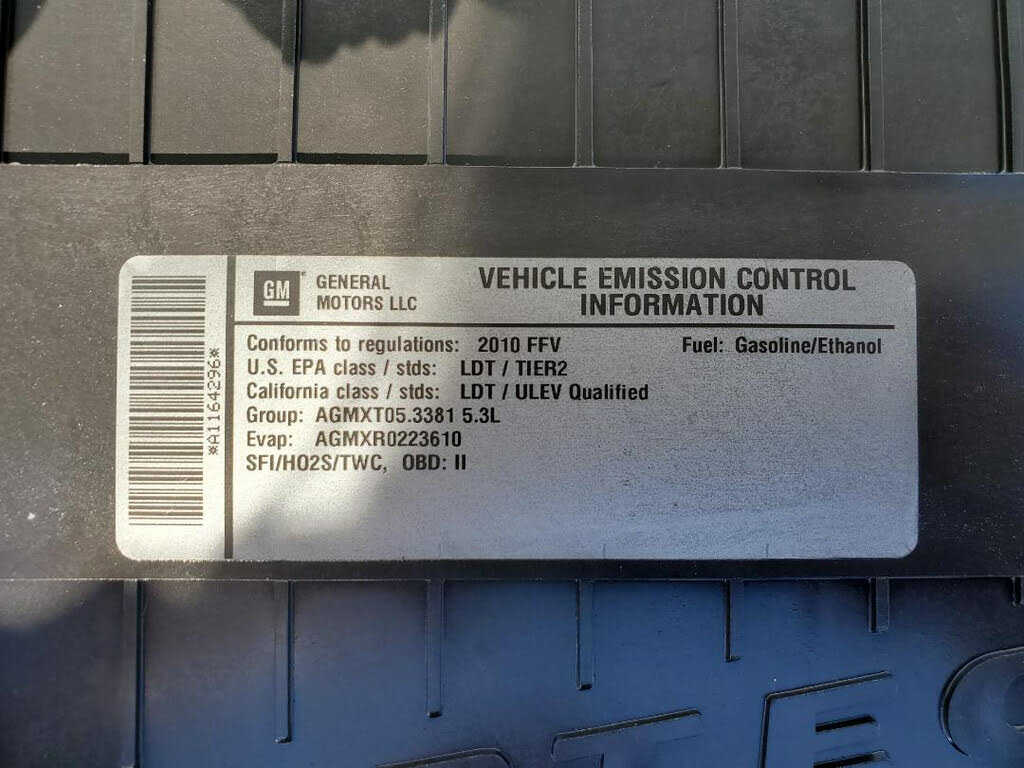 *A1164296*
GM
GENERAL
MOTORS LLC
VEHICLE EMISSION CONTROL
INFORMATION
Conforms to regulations: 2010 FFV Fuel: Gasoline/Ethanol
U.S. EPA class / stds: LDT / TIER2
California class / stds: LDT / ULEV Qualified
Group: AGMXT05.3381 5.3L
Evap: AGMXR0223610
SFI/HO2S/TWC, OBD: II